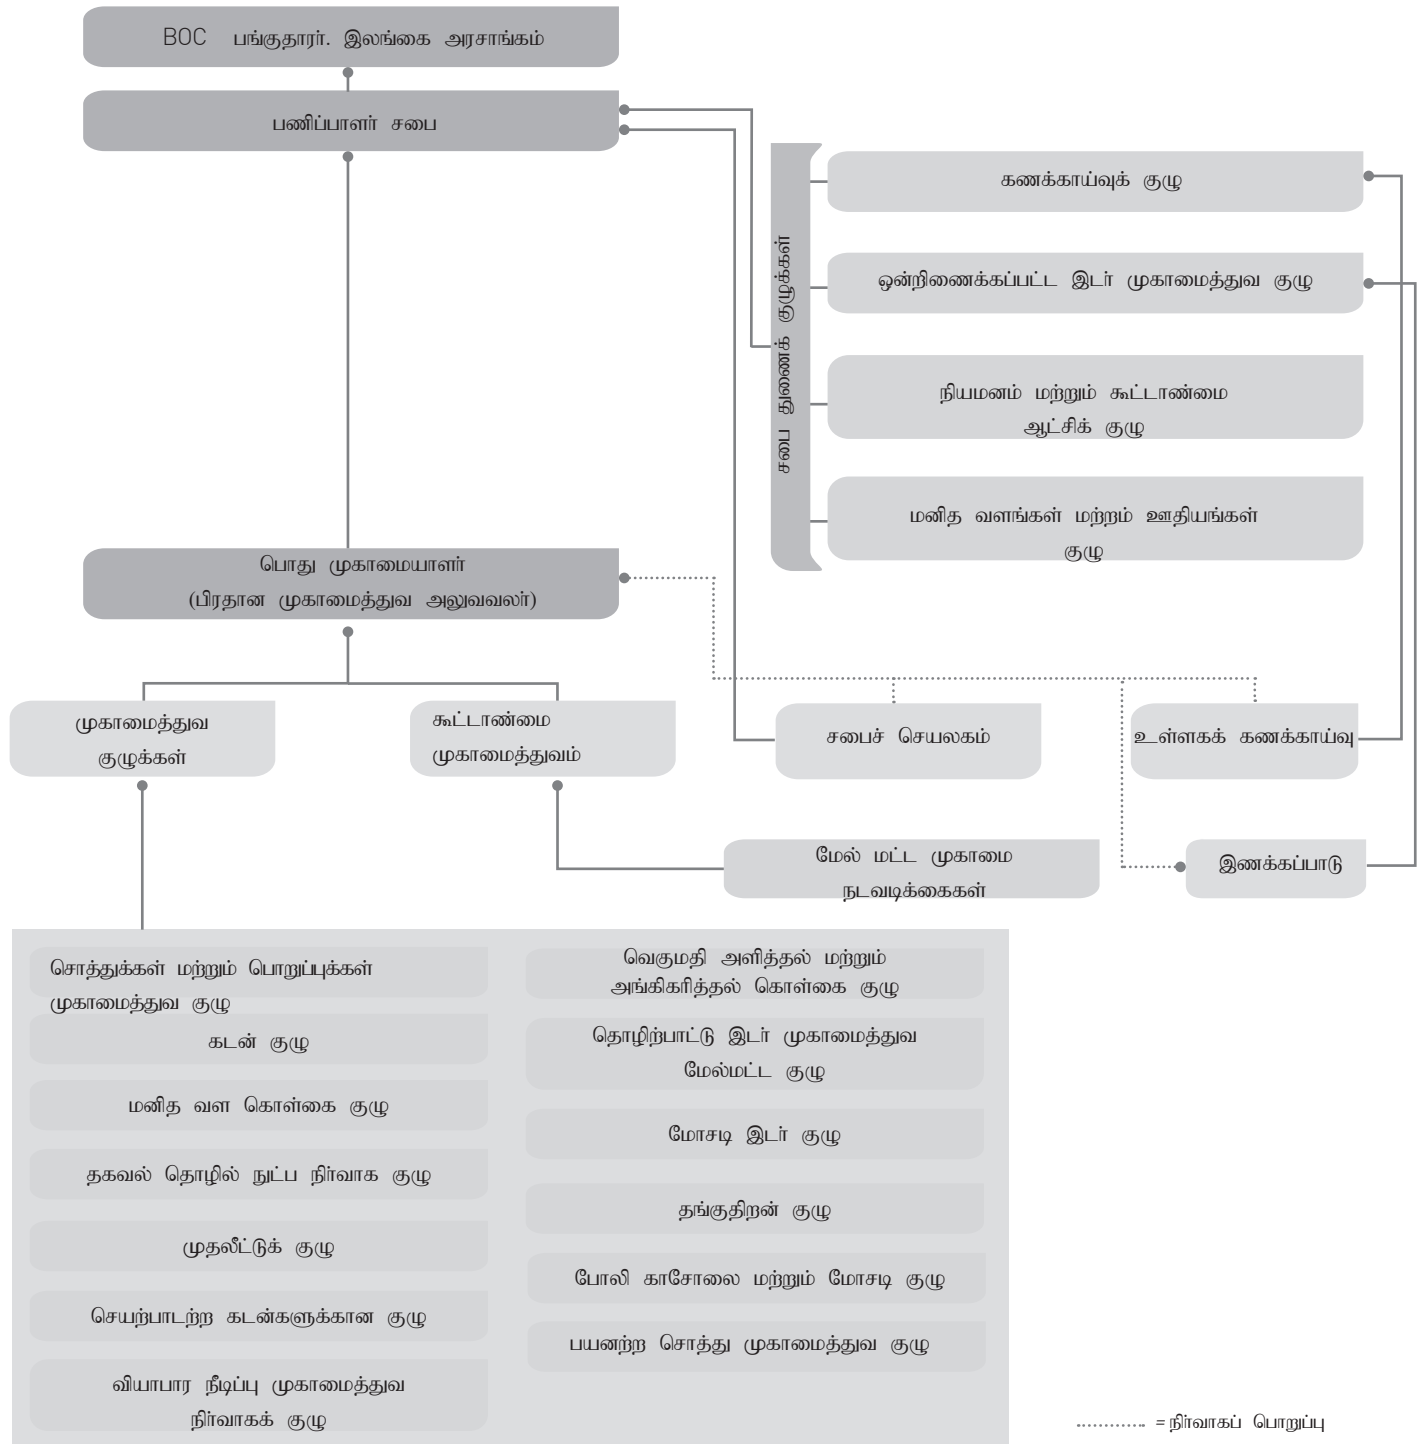 BOC பங்குதாரர். இலங்கை அரசாங்கம்
பணிப்பாளர் சபை
சபை துணைக் குழுக்கள்
கணக்காய்வுக் குழு
ஒன்றிணைக்கப்பட்ட இடர் முகாமைத்துவ குழு
நியமனம் மற்றும் கூட்டாண்மை
ஆட்சிக் குழு
மனித வளங்கள் மற்றம் ஊதியங்கள்
குழு
பொது முகாமையாளர்
(பிரதான முகாமைத்துவ அலுவவலர்)
முகாமைத்துவ
குழுக்கள்
கூட்டாண்மை
முகாமைத்துவம்
சபைச் செயலகம்
உள்ளகக் கணக்காய்வு
மேல் மட்ட முகாமை
நடவடிக்கைகள்
இணக்கப்பாடு
சொத்துக்கள் மற்றும் பொறுப்புக்கள்
முகாமைத்துவ குழு
கடன் குழு
மனித வள கொள்கை குழு
தகவல் தொழில் நுட்ப நிர்வாக குழு
முதலீட்டுக் குழு
செயற்பாடற்ற கடன்களுக்கான குழு
வியாபார நீடிப்பு முகாமைத்துவ
நிர்வாகக் குழு
வெகுமதி அளித்தல் மற்றும்
அங்கிகரித்தல் கொள்கை குழு
தொழிற்பாட்டு இடர் முகாமைத்துவ
மேல்மட்ட குழு
மோசடி இடர் குழு
தங்குதிறன் குழு
போலி காசோலை மற்றும் மோசடி குழு
பயனற்ற சொத்து முகாமைத்துவ குழு
= நிர்வாகப் பொறுப்பு